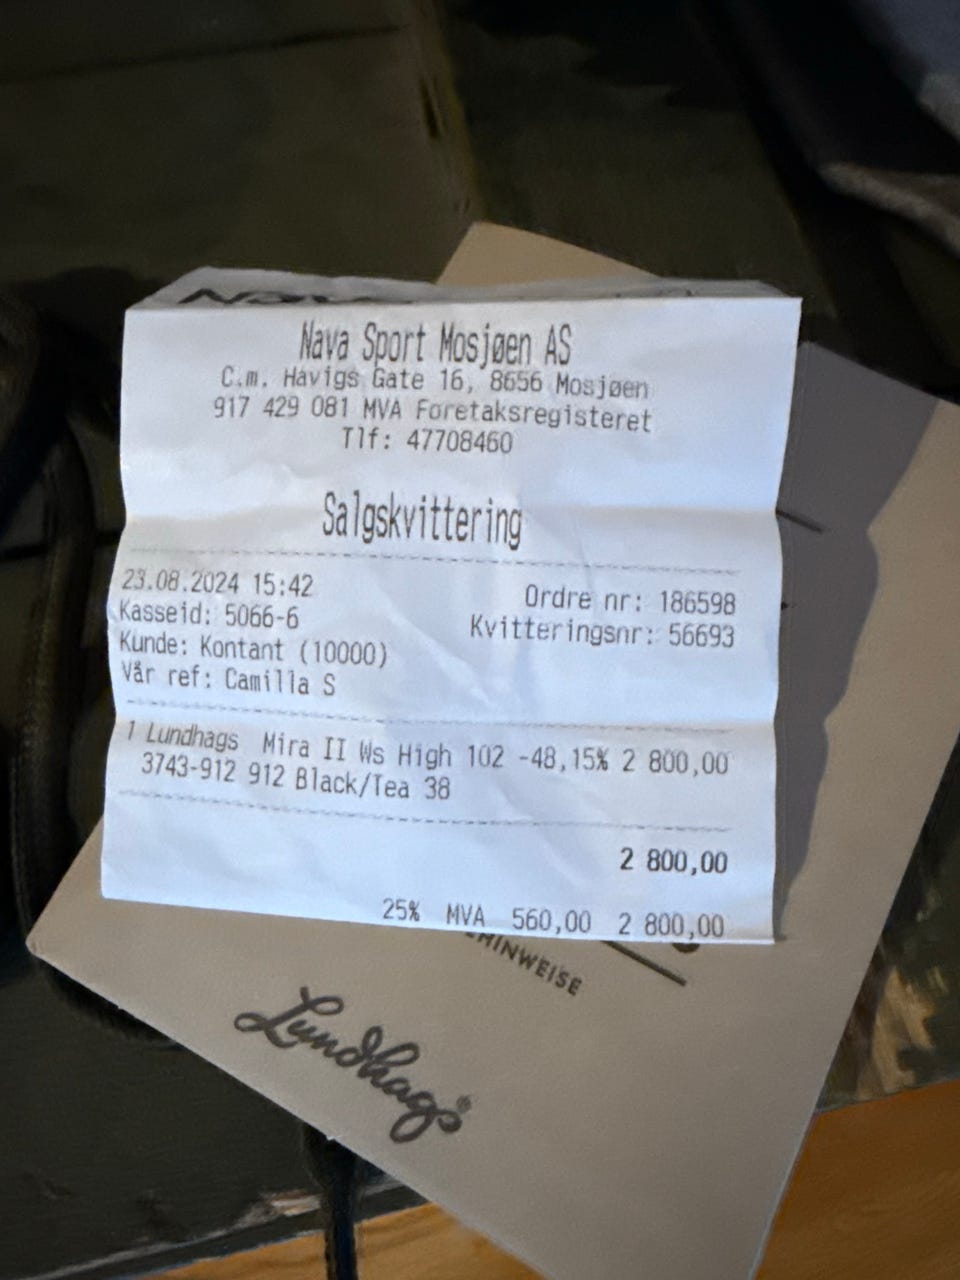 Nava Sport Mosjøen AS
C.m. Havigs Gate 16, 8656 Mosjøen
917 429 081 MVA Foretaksregisteret
Tlf: 47708460
Salgskvittering
23.08.2024 15:42
Ordre nr: 186598
Kasseid: 5066-6
Kvitteringsnr: 56693
Kunde: Kontant (10000)
Vår ref: Camilla S
1 Lundhags Mira II Ws High 102 -48,15% 2 800,00
3743-912 912 Black/Tea 38
2 800,00
25% MVA 560,00 2 800,00
Lundhags®